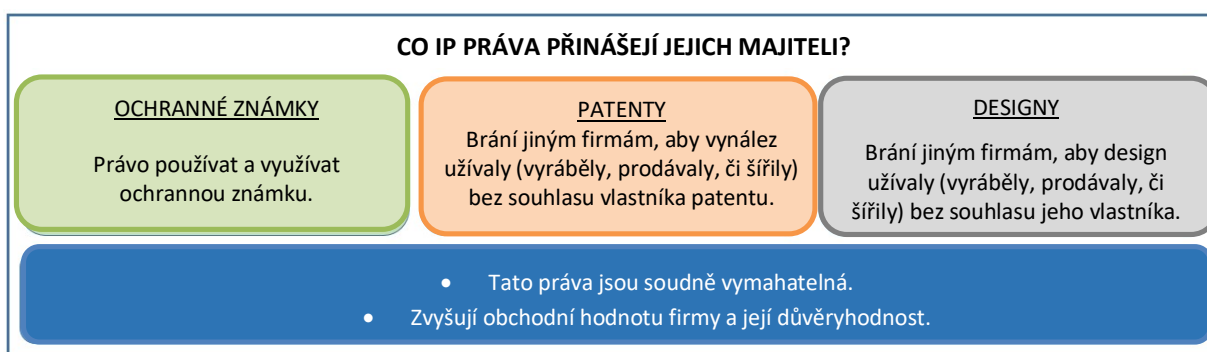 CO IP PRÁVA PŘINÁŠEJÍ JEJICH MAJITELI?
OCHRANNÉ ZNÁMKY
Právo používat a využívat
ochrannou známku.
PATENTY
Brání jiným firmám, aby vynález
užívaly (vyráběly, prodávaly, či šířily)
bez souhlasu vlastníka patentu.
DESIGNY
Brání jiným firmám, aby design
užívaly (vyráběly, prodávaly, či
šířily) bez souhlasu jeho vlastníka.
• Tato práva jsou soudně vymahatelná.
• Zvyšují obchodní hodnotu firmy a její důvěryhodnost.